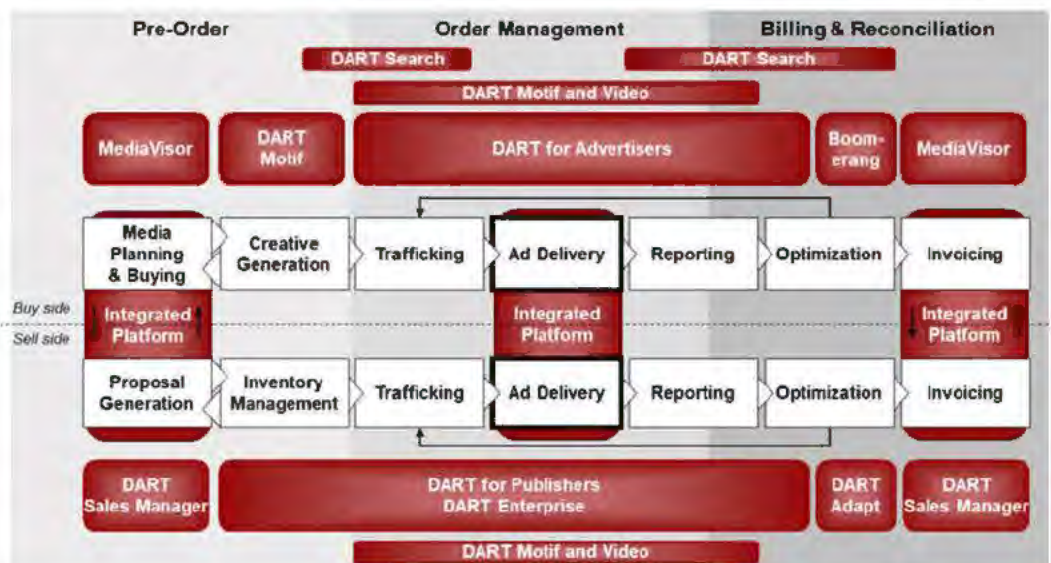 Pre-Order
Order Management
Billing & Reconciliation
DART Search
DART Search
DART Motif and Video
MediaVisor
DART
Motif
DART for Advertisers
Boom-
erang
MediaVisor
Media
Planning
& Buying
Creative
Generation
Trafficking
Ad Delivery
Reporting
Optimization
Invoicing
Buy side
Sell side
Integrated
Platform
Integrated
Platform
Integrated
Platform
Proposal
Generation
Inventory
Management
Trafficking
Ad Delivery
Reporting
Optimization
Invoicing
DART
Sales Manager
DART for Publishers
DART Enterprise
DART
Adapt
DART
Sales Manager
DART Motif and Video